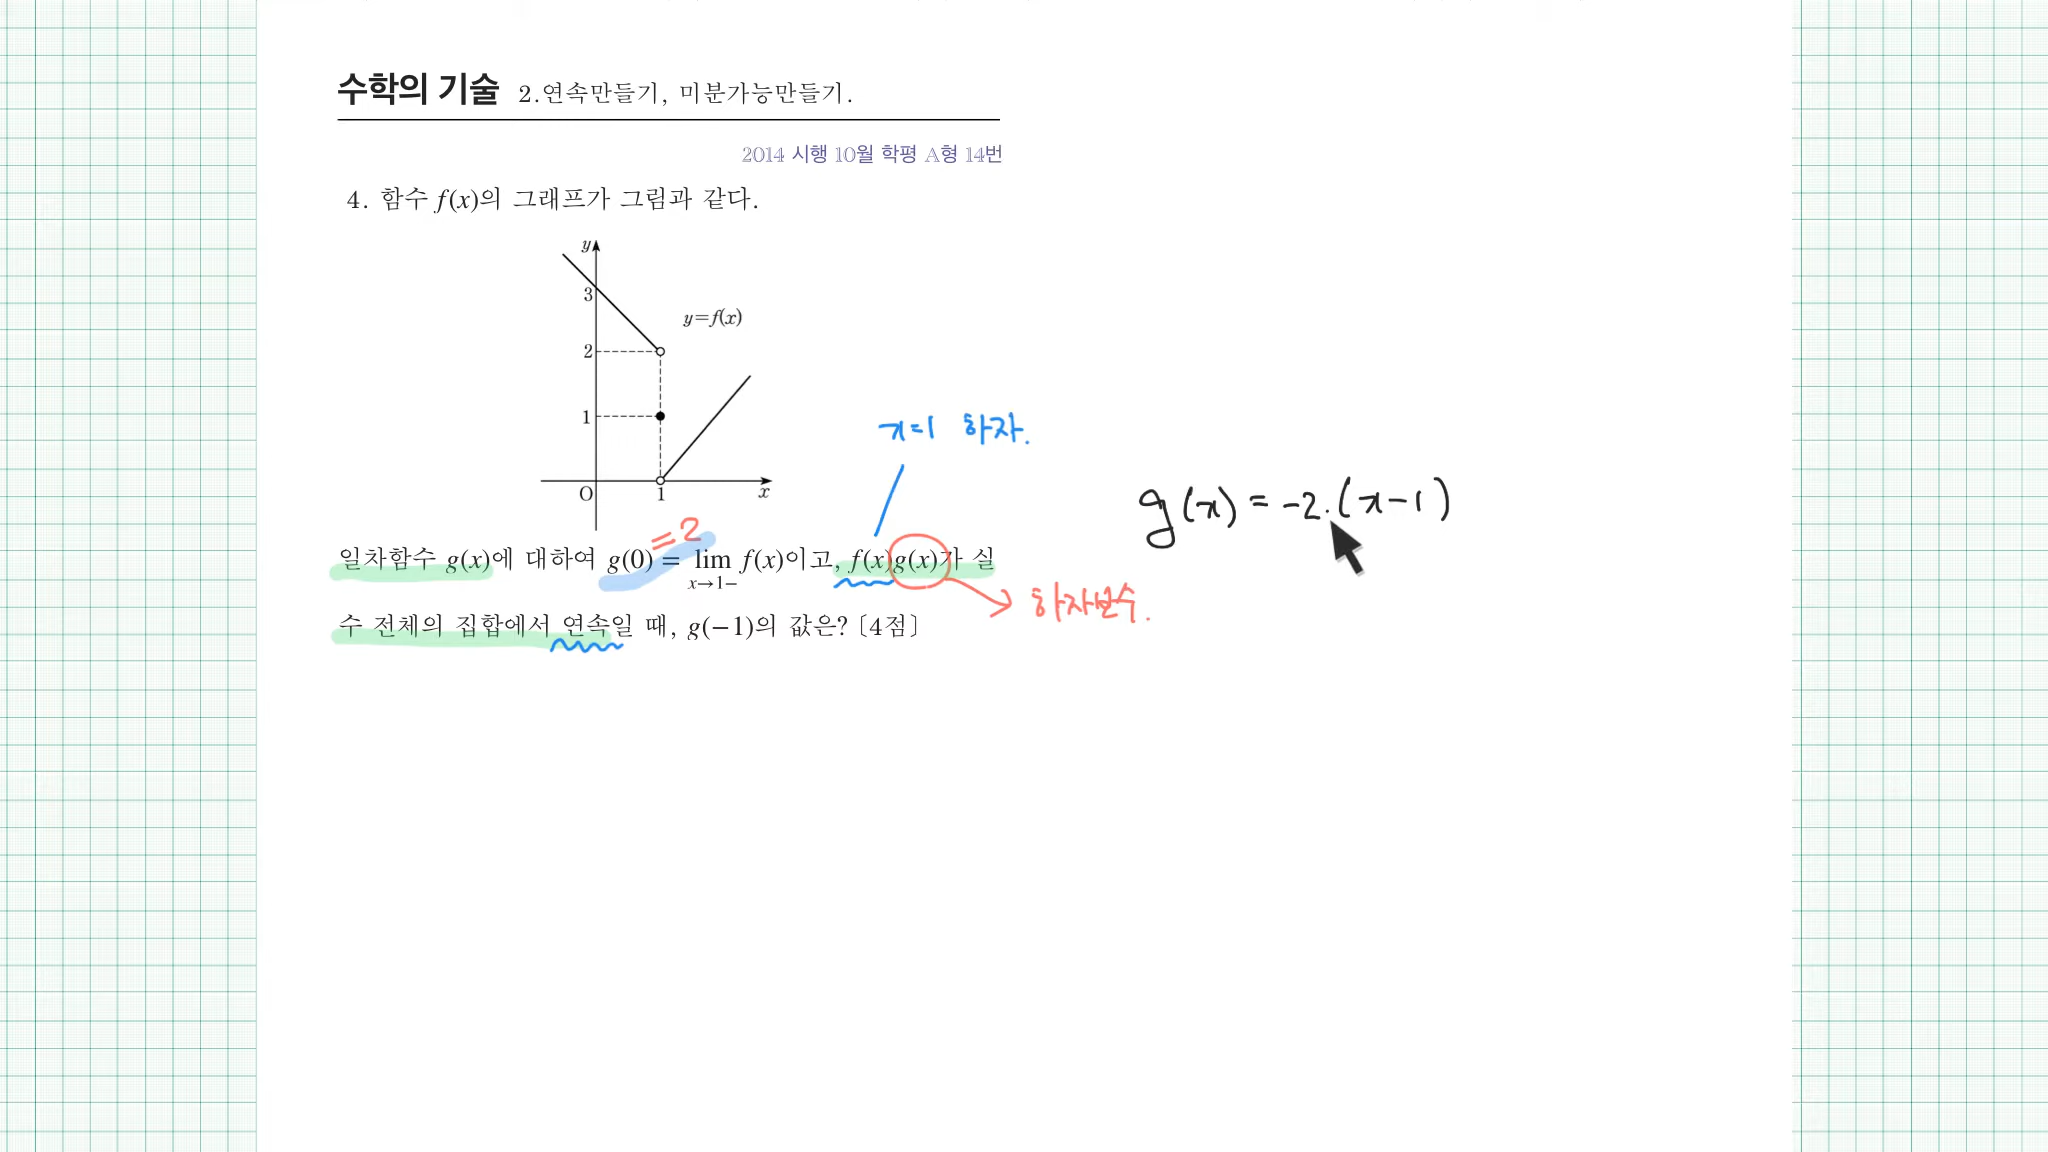 수학의 기술 2.연속만들기, 미분가능만들기.
2014 시행 10월 학평 A형 14번
4. 함수 f(x)의 그래프가 그림과 같다.
y
3
y=f(x)
2
1
O
1
x
x=1 하자.
g(x) = -2·(x-1)
=2
일차함수 g(x)에 대하여 g(0) = lim f(x)이고, f(x)g(x)가 실
x→1−
하자보수.
수 전체의 집합에서 연속일 때, g(−1)의 값은? [4점]